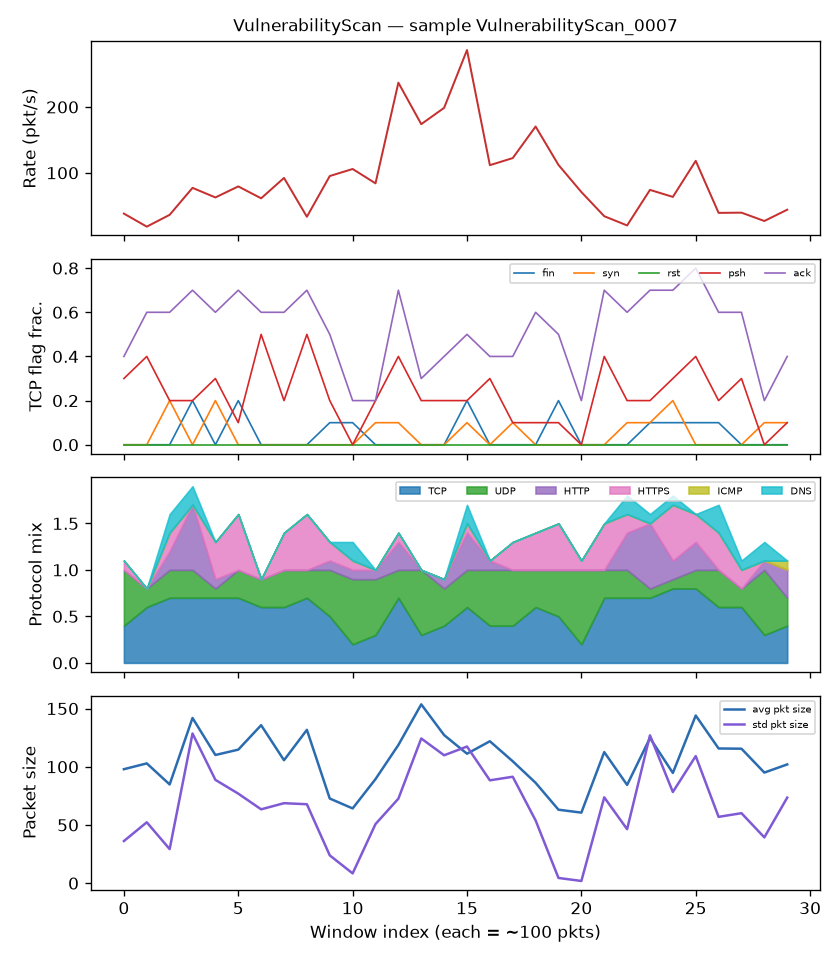 VulnerabilityScan — sample VulnerabilityScan_0007
Rate (pkt/s)
200
100
TCP flag frac.
0.8
0.6
0.4
0.2
0.0
fin syn rst psh ack
Protocol mix
1.5
1.0
0.5
0.0
TCP UDP HTTP HTTPS ICMP DNS
Packet size
150
100
50
0
avg pkt size
std pkt size
0 5 10 15 20 25 30
Window index (each = ~100 pkts)